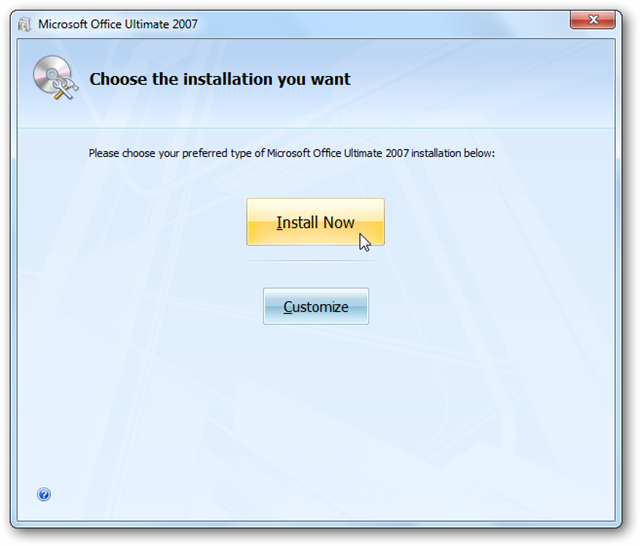 Microsoft Office Ultimate 2007
Choose the installation you want
Please choose your preferred type of Microsoft Office Ultimate 2007 installation below:
Install Now
Customize